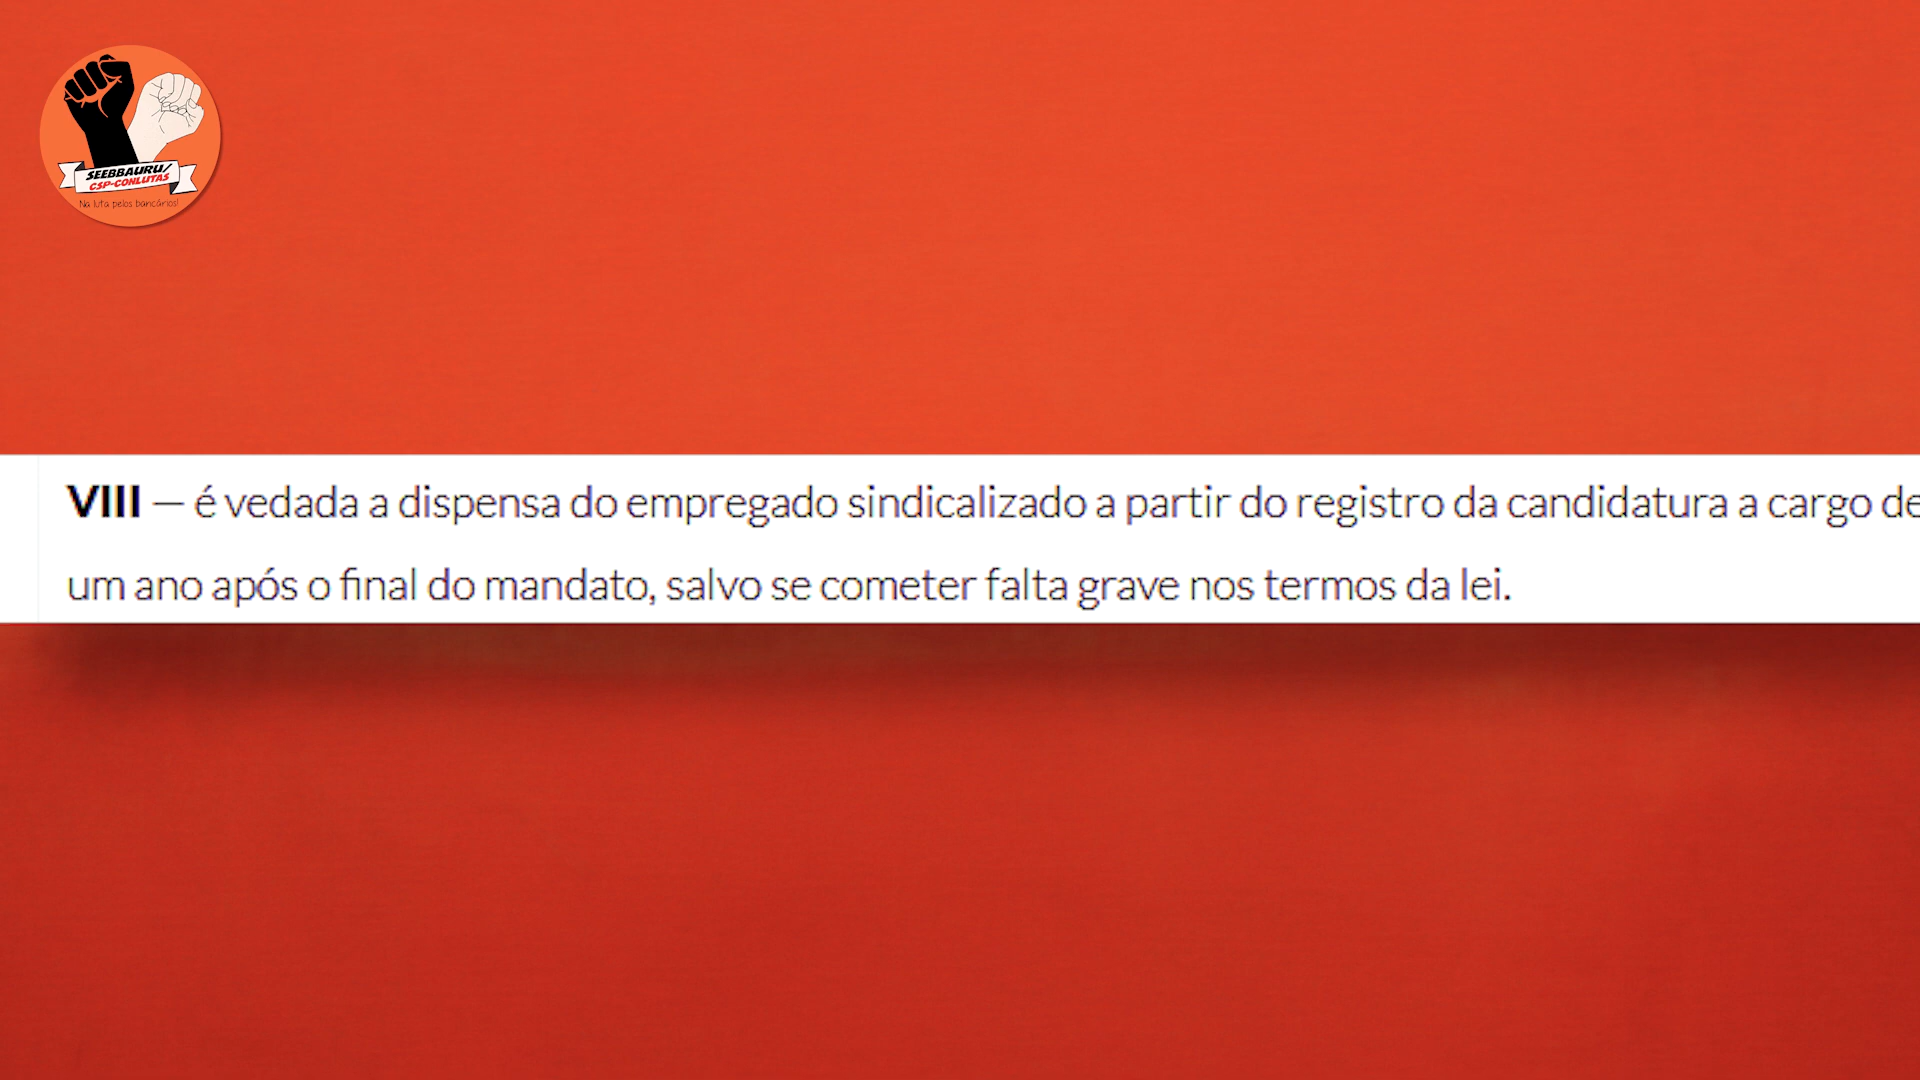 SEEBBAURU/
CSP-CONLUTAS
Na luta pelos bancários!
VIII — é vedada a dispensa do empregado sindicalizado a partir do registro da candidatura a cargo de
um ano após o final do mandato, salvo se cometer falta grave nos termos da lei.